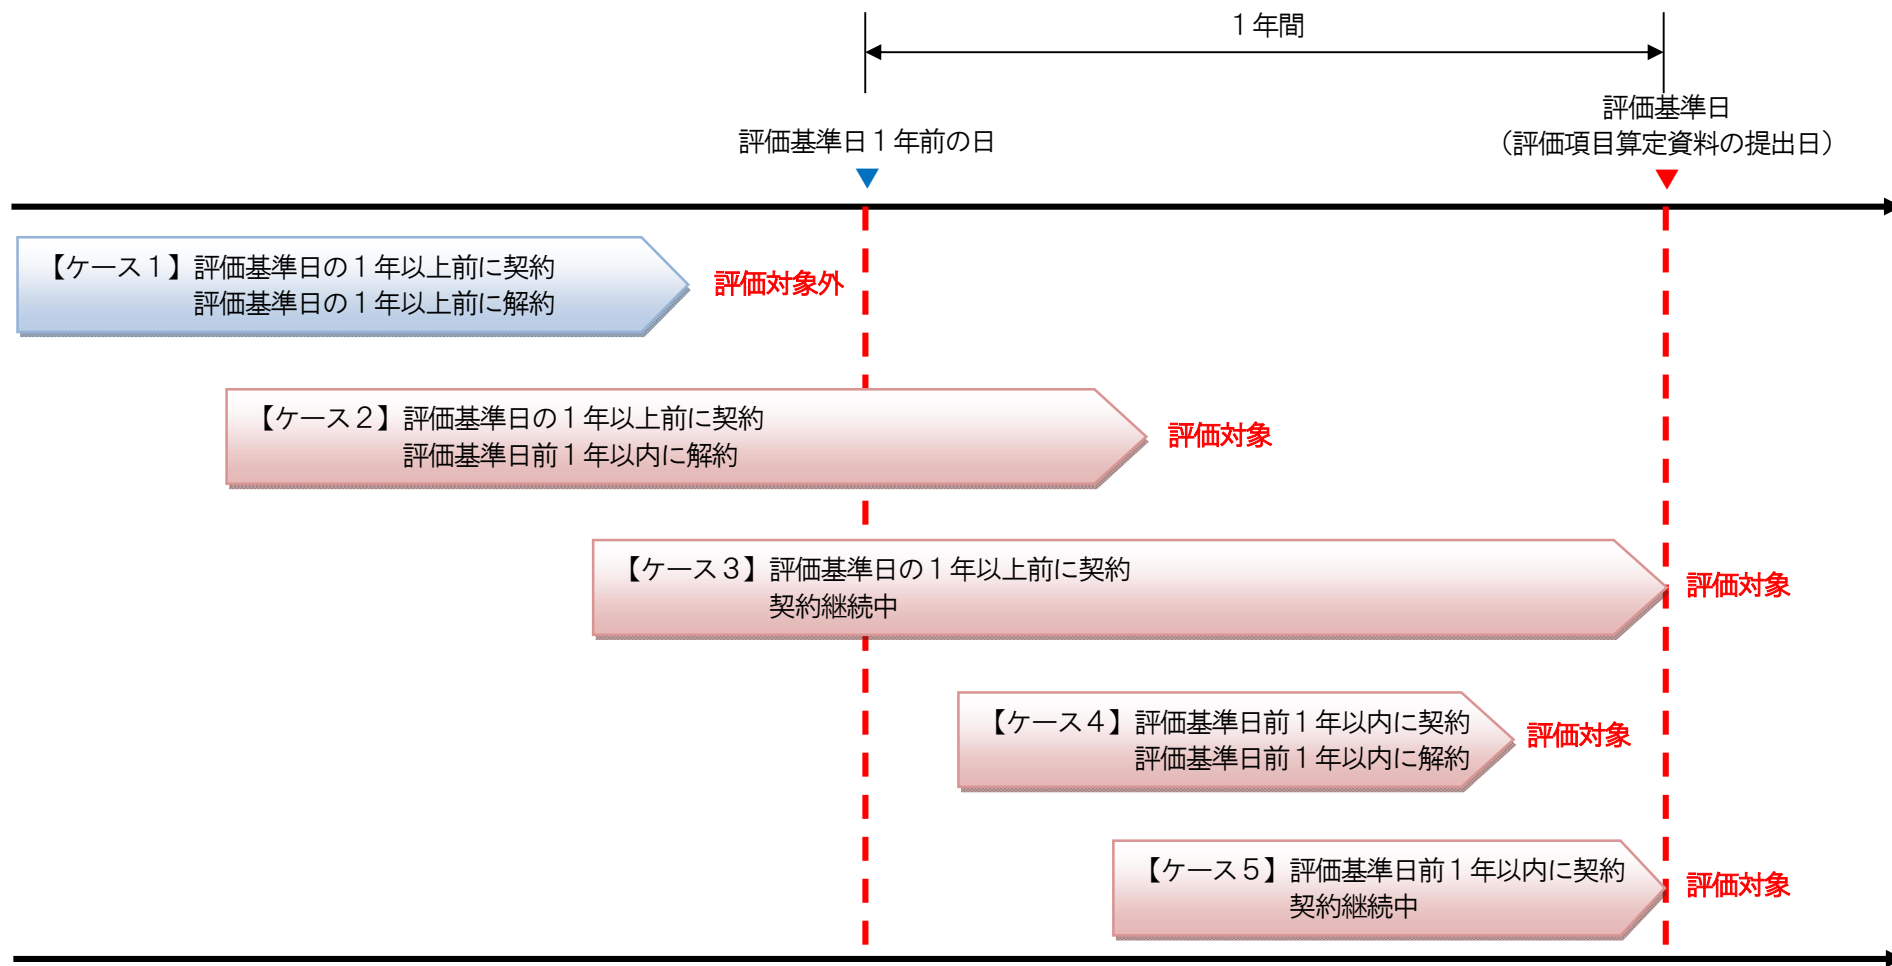 １年間
評価基準日
（評価項目算定資料の提出日）
評価基準日１年前の日
【ケース１】評価基準日の１年以上前に契約
評価基準日の１年以上前に解約
評価対象外
【ケース２】評価基準日の１年以上前に契約
評価基準日前１年以内に解約
評価対象
【ケース３】評価基準日の１年以上前に契約
契約継続中
評価対象
【ケース４】評価基準日前１年以内に契約
評価基準日前１年以内に解約
評価対象
【ケース５】評価基準日前１年以内に契約
契約継続中
評価対象